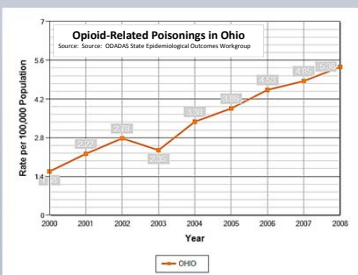 Opioid-Related Poisonings in Ohio
Source: Source: ODADAS State Epidemiological Outcomes Workgroup
7
5.6
4.2
2.8
1.4
0
Rate per 100,000 Population
2000 2001 2002 2003 2004 2005 2006 2007 2008
Year
OHIO